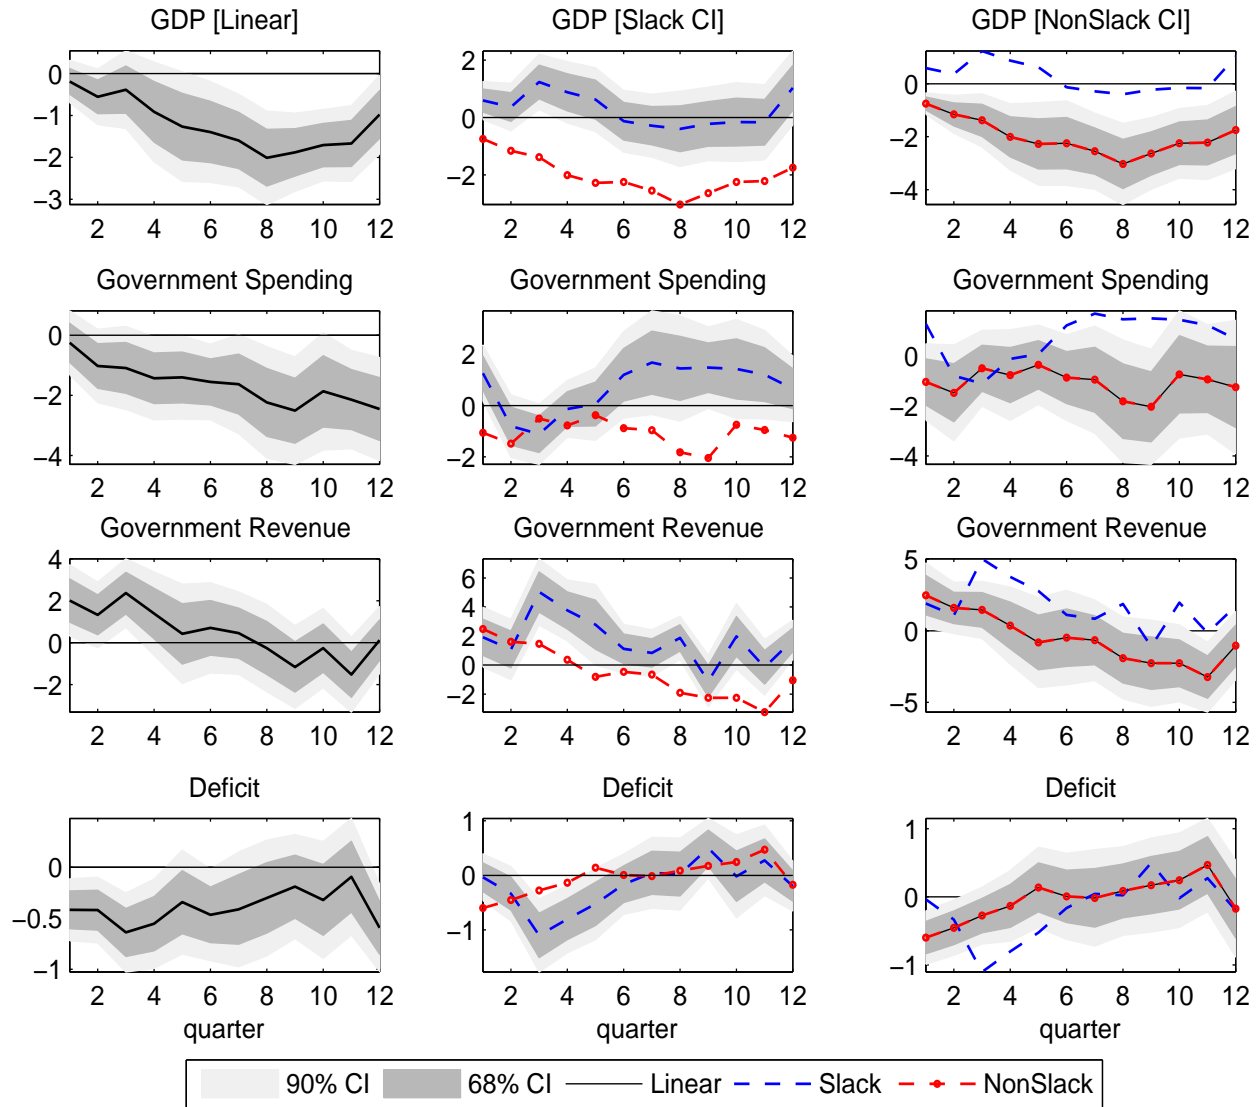 GDP [Linear] GDP [Slack CI] GDP [NonSlack CI]
0 2 0
−1 0 −2
−2 −2 −4
−3
2 4 6 8 10 12 2 4 6 8 10 12 2 4 6 8 10 12
Government Spending Government Spending Government Spending
0 2 0
−2 0 −2
−4 −2 −4
2 4 6 8 10 12 2 4 6 8 10 12 2 4 6 8 10 12
Government Revenue Government Revenue Government Revenue
4 6 5
2 4 0
0 2 −5
−2 0
−2
2 4 6 8 10 12 2 4 6 8 10 12 2 4 6 8 10 12
Deficit Deficit Deficit
0 1 1
−0.5 0 0
−1 −1 −1
2 4 6 8 10 12 2 4 6 8 10 12 2 4 6 8 10 12
quarter quarter quarter
90% CI 68% CI Linear Slack NonSlack